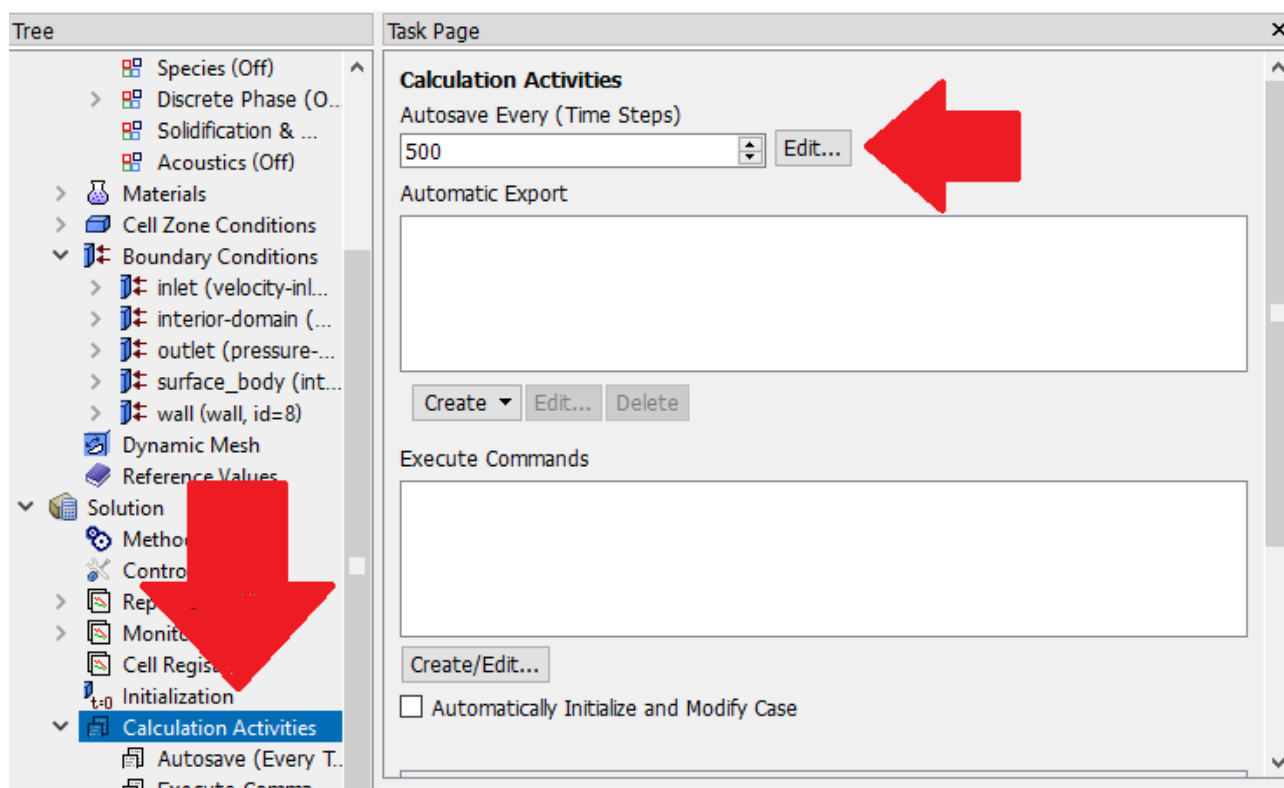 Tree
Species (Off)
Discrete Phase (O...
Solidification & ...
Acoustics (Off)
Materials
Cell Zone Conditions
Boundary Conditions
inlet (velocity-inl...
interior-domain (...
outlet (pressure-...
surface_body (int...
wall (wall, id=8)
Dynamic Mesh
Reference Values
Solution
t=0 Initialization
Calculation Activities
Autosave (Every T...
Task Page
Calculation Activities
Autosave Every (Time Steps)
500
Edit...
Automatic Export
Create
Edit...
Delete
Execute Commands
Create/Edit...
Automatically Initialize and Modify Case